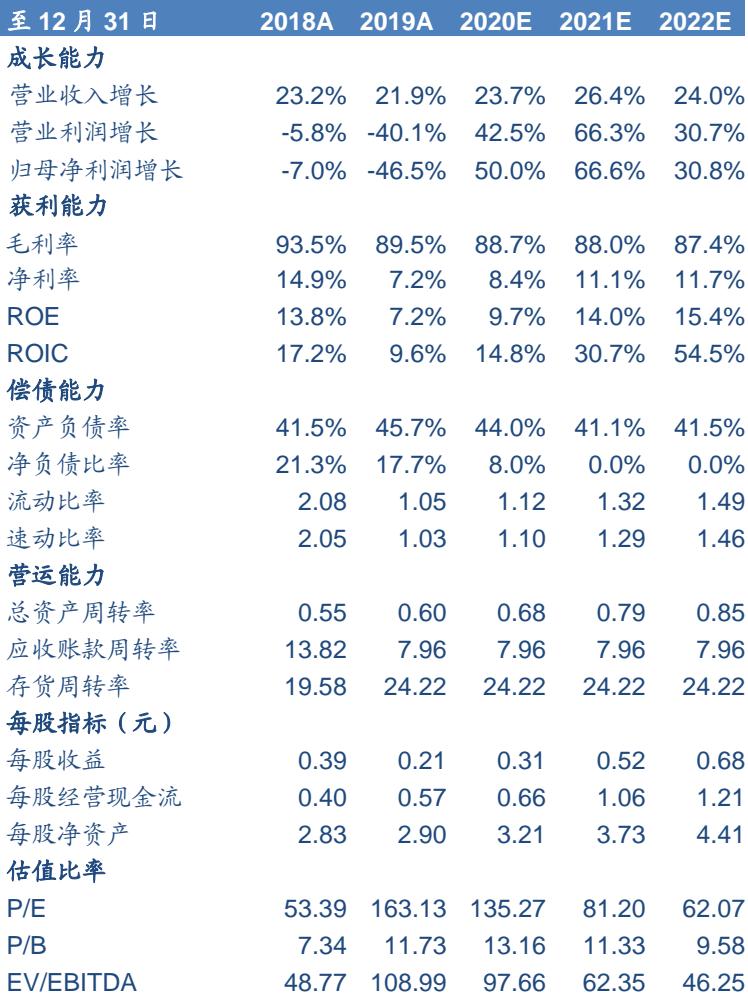 至 12 月 31 日 2018A 2019A 2020E 2021E 2022E
成长能力
营业收入增长 23.2% 21.9% 23.7% 26.4% 24.0%
营业利润增长 -5.8% -40.1% 42.5% 66.3% 30.7%
归母净利润增长 -7.0% -46.5% 50.0% 66.6% 30.8%
获利能力
毛利率 93.5% 89.5% 88.7% 88.0% 87.4%
净利率 14.9% 7.2% 8.4% 11.1% 11.7%
ROE 13.8% 7.2% 9.7% 14.0% 15.4%
ROIC 17.2% 9.6% 14.8% 30.7% 54.5%
偿债能力
资产负债率 41.5% 45.7% 44.0% 41.1% 41.5%
净负债比率 21.3% 17.7% 8.0% 0.0% 0.0%
流动比率 2.08 1.05 1.12 1.32 1.49
速动比率 2.05 1.03 1.10 1.29 1.46
营运能力
总资产周转率 0.55 0.60 0.68 0.79 0.85
应收账款周转率 13.82 7.96 7.96 7.96 7.96
存货周转率 19.58 24.22 24.22 24.22 24.22
每股指标（元）
每股收益 0.39 0.21 0.31 0.52 0.68
每股经营现金流 0.40 0.57 0.66 1.06 1.21
每股净资产 2.83 2.90 3.21 3.73 4.41
估值比率
P/E 53.39 163.13 135.27 81.20 62.07
P/B 7.34 11.73 13.16 11.33 9.58
EV/EBITDA 48.77 108.99 97.66 62.35 46.25